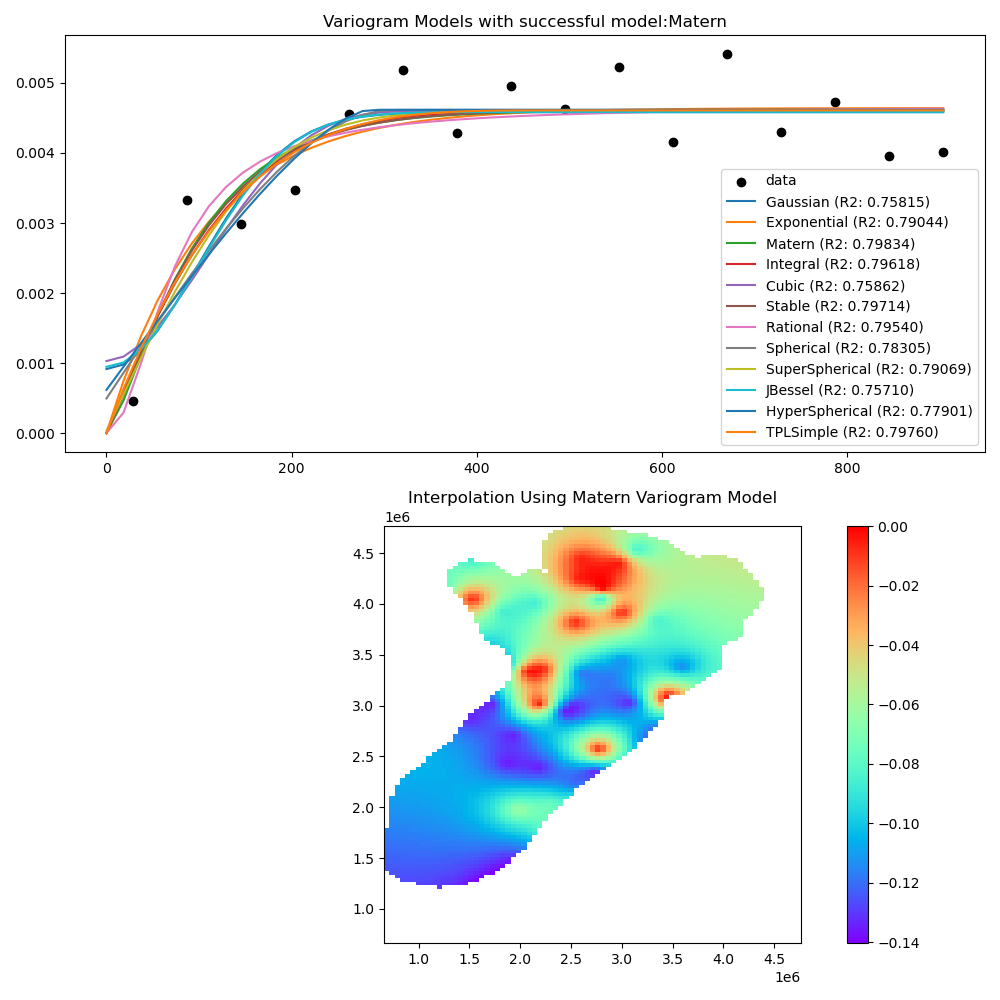 Variogram Models with successful model:Matern
0.005
0.004
0.003
0.002
0.001
0.000
0
200
400
600
800
data
Gaussian (R2: 0.75815)
Exponential (R2: 0.79044)
Matern (R2: 0.79834)
Integral (R2: 0.79618)
Cubic (R2: 0.75862)
Stable (R2: 0.79714)
Rational (R2: 0.79540)
Spherical (R2: 0.78305)
SuperSpherical (R2: 0.79069)
JBessel (R2: 0.75710)
HyperSpherical (R2: 0.77901)
TPLSimple (R2: 0.79760)
Interpolation Using Matern Variogram Model
1e6
4.5
4.0
3.5
3.0
2.5
2.0
1.5
1.0
1.0
1.5
2.0
2.5
3.0
3.5
4.0
4.5
1e6
0.00
−0.02
−0.04
−0.06
−0.08
−0.10
−0.12
−0.14